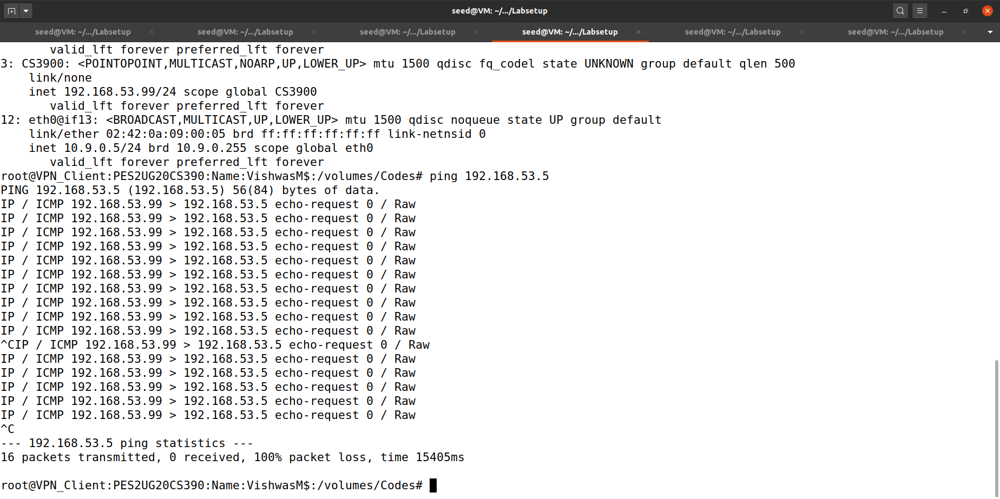 seed@VM: ~/.../Labsetup
seed@VM: ~/.../Labsetup seed@VM: ~/.../Labsetup seed@VM: ~/.../Labsetup seed@VM: ~/.../Labsetup seed@VM: ~/.../Labsetup seed@VM: ~/.../Labsetup
valid_lft forever preferred_lft forever
3: CS3900: <POINTOPOINT,MULTICAST,NOARP,UP,LOWER_UP> mtu 1500 qdisc fq_codel state UNKNOWN group default qlen 500
link/none
inet 192.168.53.99/24 scope global CS3900
valid_lft forever preferred_lft forever
12: eth0@if13: <BROADCAST,MULTICAST,UP,LOWER_UP> mtu 1500 qdisc noqueue state UP group default
link/ether 02:42:0a:09:00:05 brd ff:ff:ff:ff:ff:ff link-netnsid 0
inet 10.9.0.5/24 brd 10.9.0.255 scope global eth0
valid_lft forever preferred_lft forever
root@VPN_Client:PES2UG20CS390:Name:VishwasM$:/volumes/Codes# ping 192.168.53.5
PING 192.168.53.5 (192.168.53.5) 56(84) bytes of data.
IP / ICMP 192.168.53.99 > 192.168.53.5 echo-request 0 / Raw
IP / ICMP 192.168.53.99 > 192.168.53.5 echo-request 0 / Raw
IP / ICMP 192.168.53.99 > 192.168.53.5 echo-request 0 / Raw
IP / ICMP 192.168.53.99 > 192.168.53.5 echo-request 0 / Raw
IP / ICMP 192.168.53.99 > 192.168.53.5 echo-request 0 / Raw
IP / ICMP 192.168.53.99 > 192.168.53.5 echo-request 0 / Raw
IP / ICMP 192.168.53.99 > 192.168.53.5 echo-request 0 / Raw
IP / ICMP 192.168.53.99 > 192.168.53.5 echo-request 0 / Raw
IP / ICMP 192.168.53.99 > 192.168.53.5 echo-request 0 / Raw
IP / ICMP 192.168.53.99 > 192.168.53.5 echo-request 0 / Raw
^CIP / ICMP 192.168.53.99 > 192.168.53.5 echo-request 0 / Raw
IP / ICMP 192.168.53.99 > 192.168.53.5 echo-request 0 / Raw
IP / ICMP 192.168.53.99 > 192.168.53.5 echo-request 0 / Raw
IP / ICMP 192.168.53.99 > 192.168.53.5 echo-request 0 / Raw
IP / ICMP 192.168.53.99 > 192.168.53.5 echo-request 0 / Raw
IP / ICMP 192.168.53.99 > 192.168.53.5 echo-request 0 / Raw
^C
--- 192.168.53.5 ping statistics ---
16 packets transmitted, 0 received, 100% packet loss, time 15405ms
root@VPN_Client:PES2UG20CS390:Name:VishwasM$:/volumes/Codes#